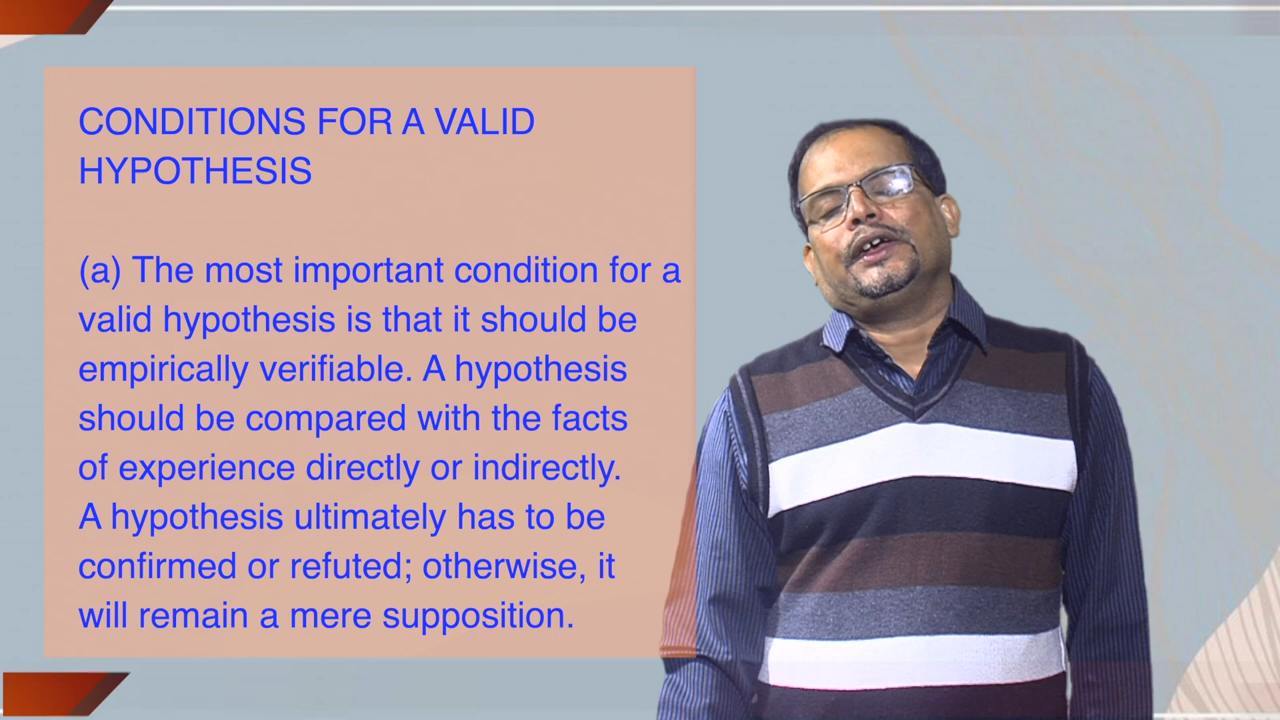 CONDITIONS FOR A VALID
HYPOTHESIS
(a) The most important condition for a
valid hypothesis is that it should be
empirically verifiable. A hypothesis
should be compared with the facts
of experience directly or indirectly.
A hypothesis ultimately has to be
confirmed or refuted; otherwise, it
will remain a mere supposition.